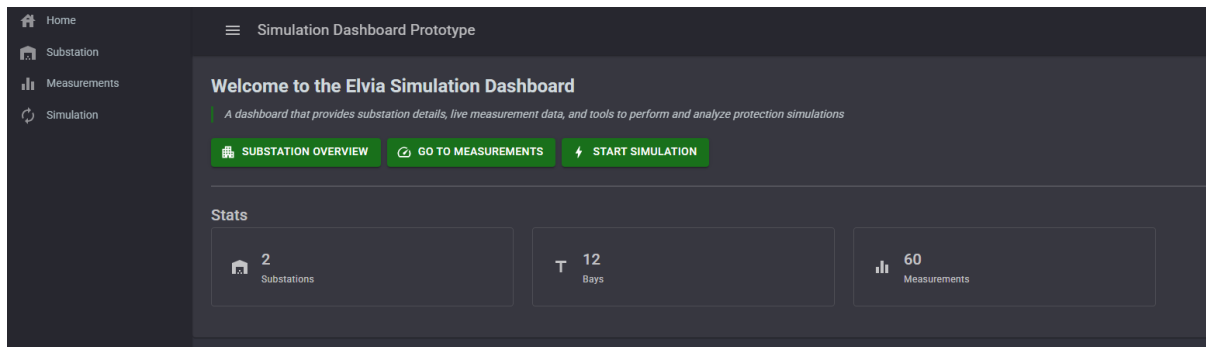 Home
Substation
Measurements
Simulation
Simulation Dashboard Prototype
Welcome to the Elvia Simulation Dashboard
A dashboard that provides substation details, live measurement data, and tools to perform and analyze protection simulations
SUBSTATION OVERVIEW
GO TO MEASUREMENTS
START SIMULATION
Stats
2
Substations
12
Bays
60
Measurements